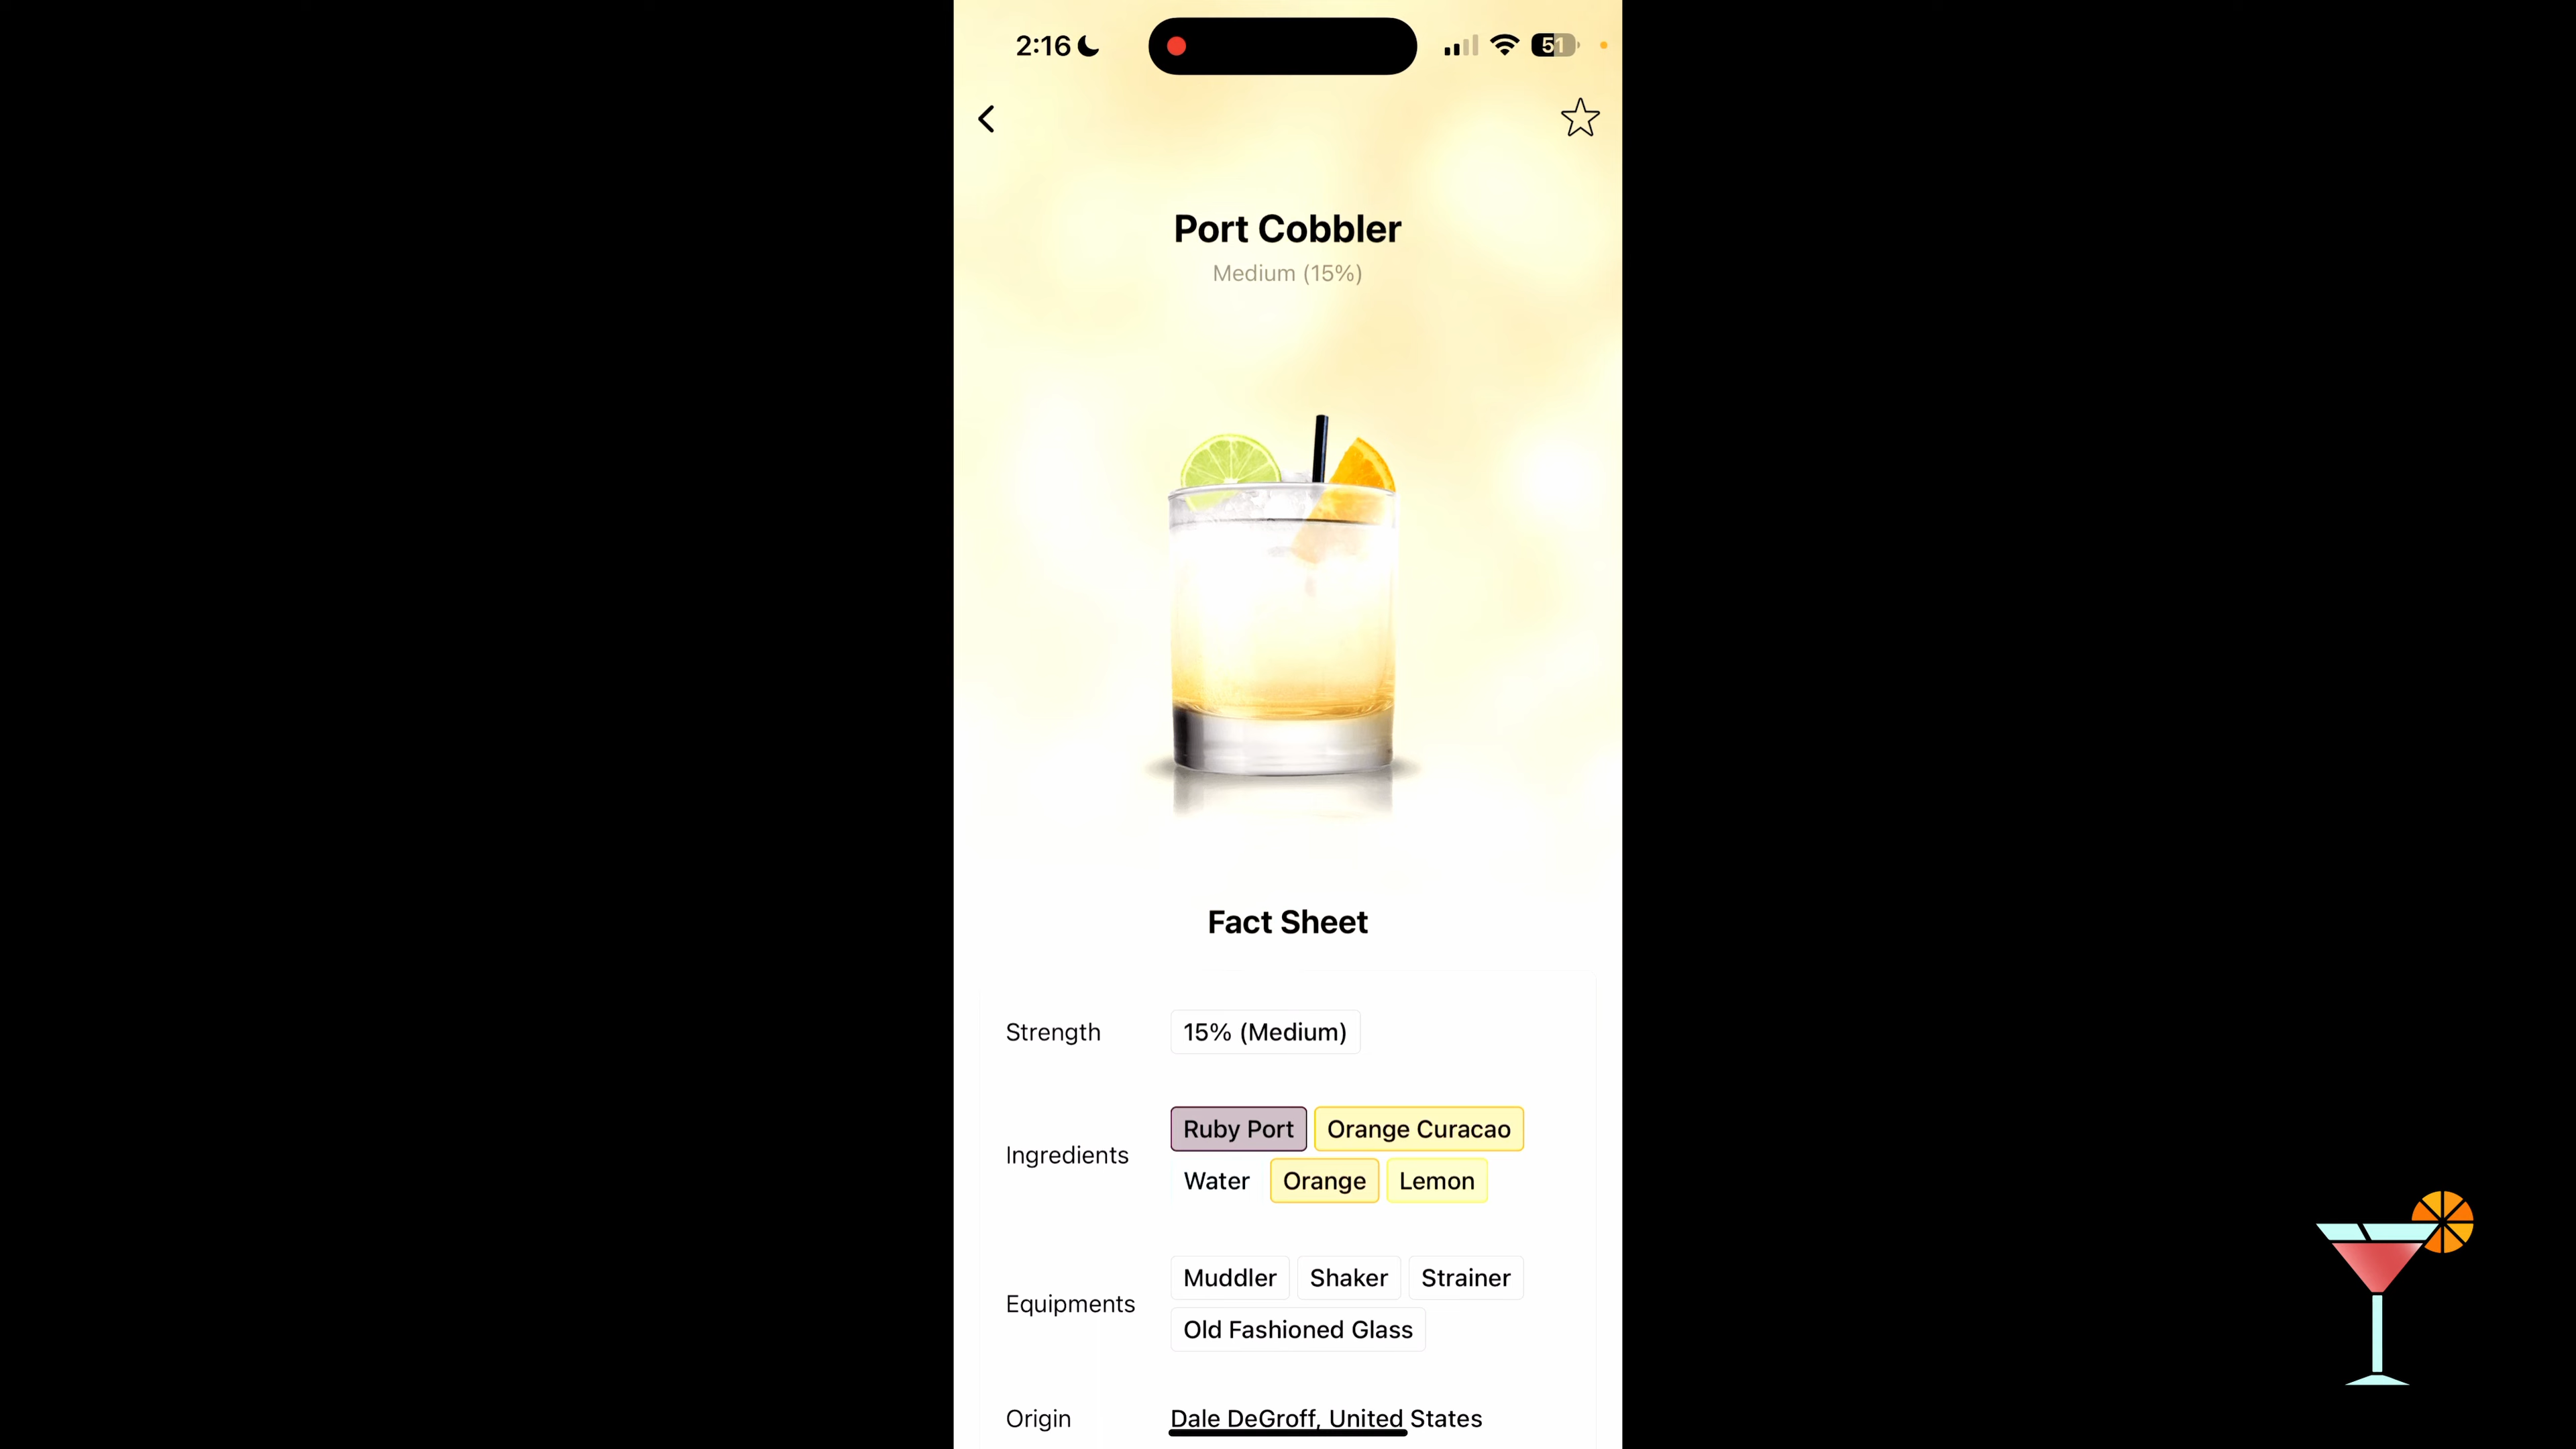 2:16
51
Port Cobbler
Medium (15%)
Fact Sheet
Strength 15% (Medium)
Ingredients Ruby Port Orange Curacao
Water Orange Lemon
Equipments Muddler Shaker Strainer
Old Fashioned Glass
Origin Dale DeGroff, United States